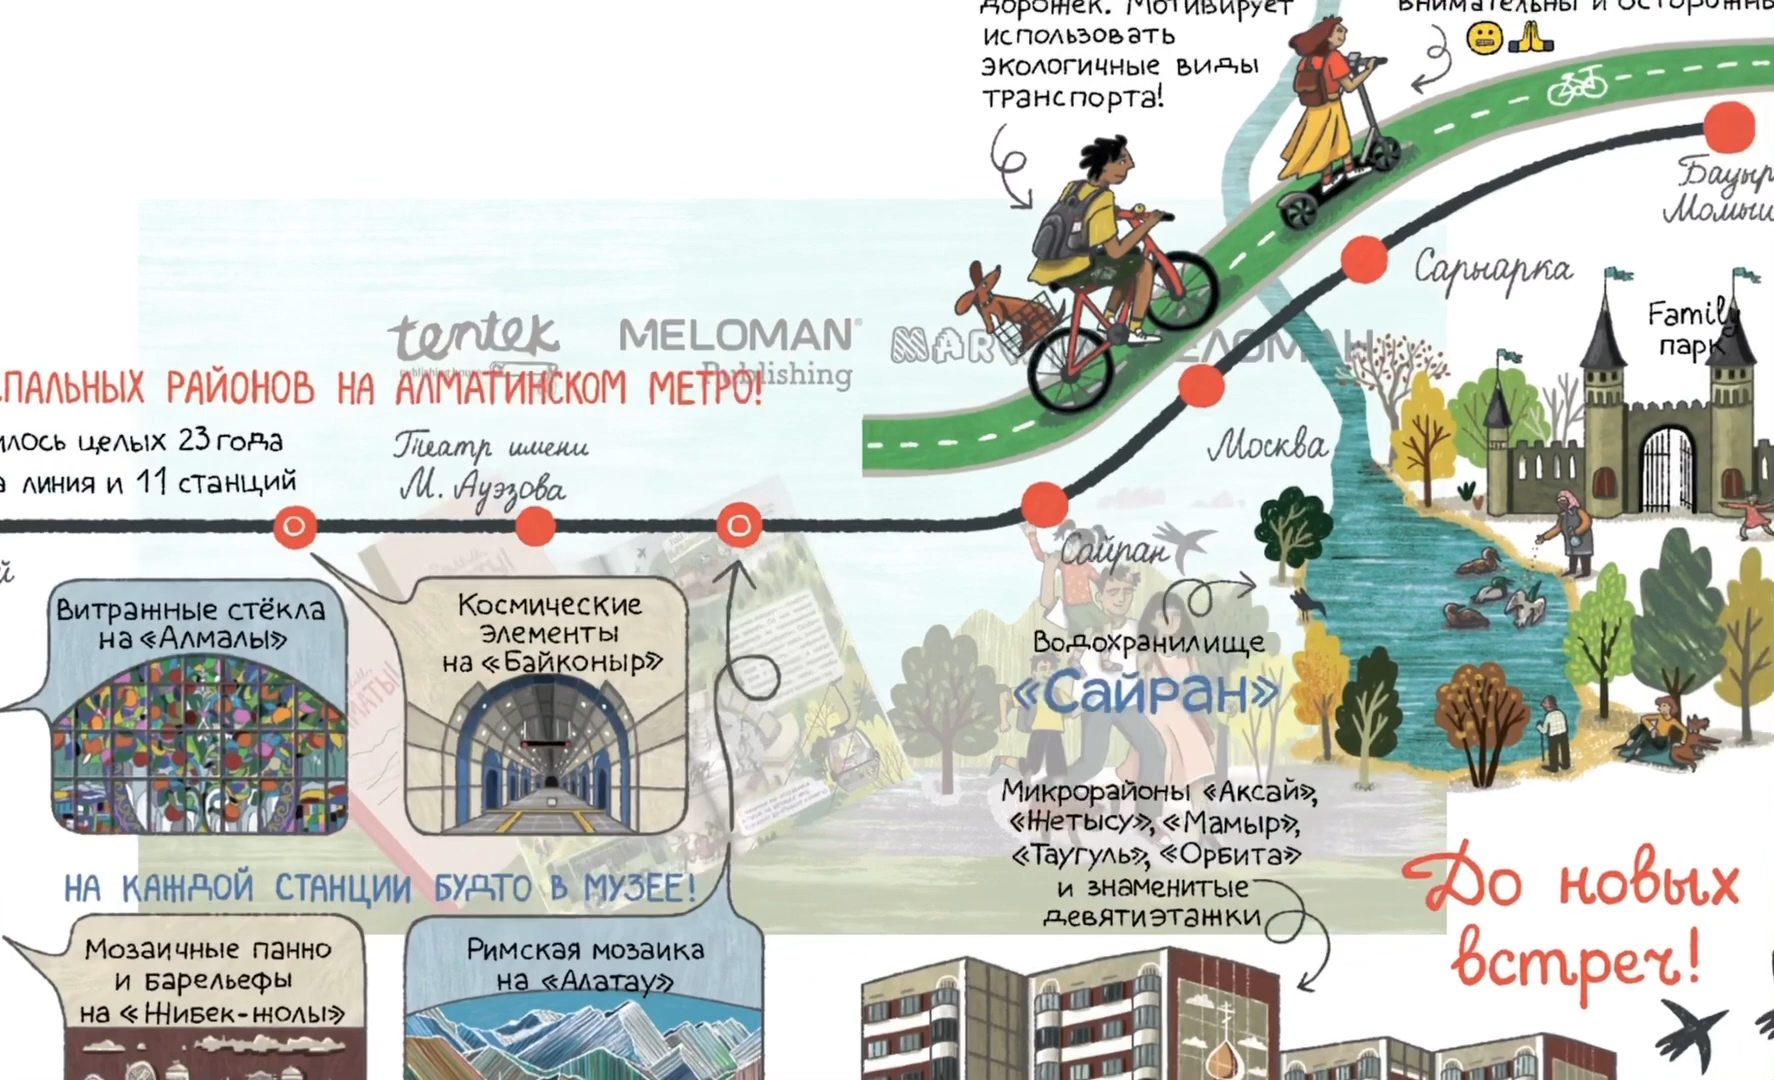 дорожек. Мотивирует
использовать
экологичные виды
транспорта!
внимательны и осторожны
Сарыарка
Family
парк
tentek
MELOMAN
Publishing
ПАЛЬНЫХ РАЙОНОВ НА АЛМАТИНСКОМ МЕТРО!
илось целых 23 года
а линия и 11 станций
Театр имени
М. Ауэзова
Москва
Сайран
Витражные стёкла
на «Алмалы»
Космические
элементы
на «Байконыр»
Водохранилище
«Сайран»
Микрорайоны «Аксай»,
«Жетысу», «Мамыр»,
«Таугуль», «Орбита»
и знаменитые
девятиэтажки
НА КАЖДОЙ СТАНЦИИ БУДТО В МУЗЕЕ!
Мозаичные панно
и барельефы
на «Жибек-жолы»
Римская мозаика
на «Алатау»
До новых
встреч!